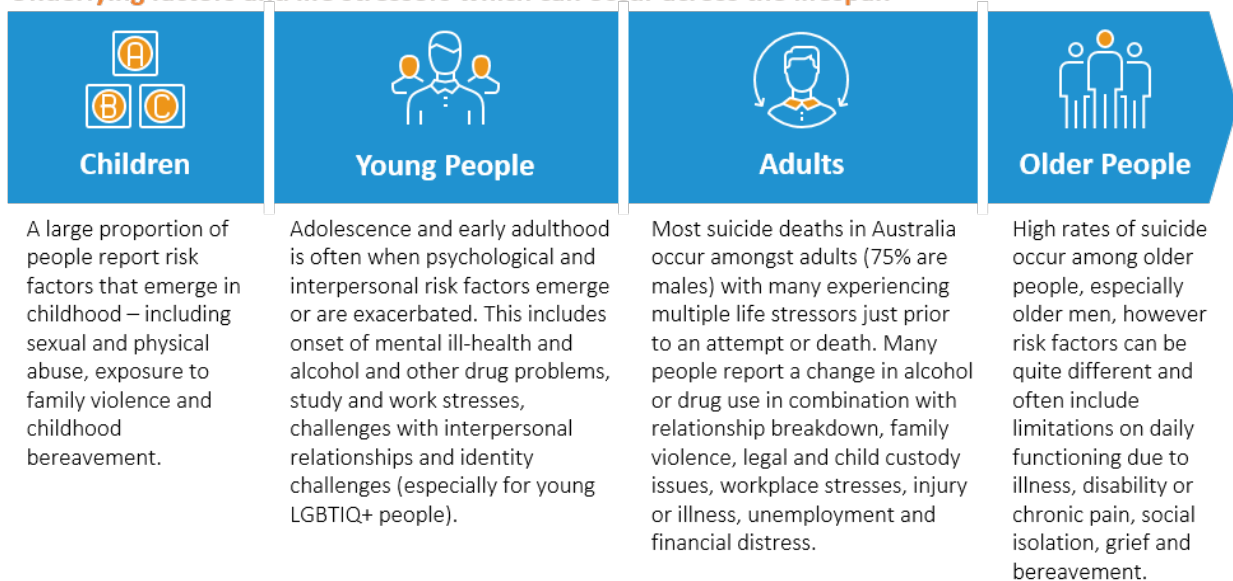 A
B C
Children
Young People
Adults
Older People
A large proportion of
people report risk
factors that emerge in
childhood – including
sexual and physical
abuse, exposure to
family violence and
childhood
bereavement.
Adolescence and early adulthood
is often when psychological and
interpersonal risk factors emerge
or are exacerbated. This includes
onset of mental ill-health and
alcohol and other drug problems,
study and work stresses,
challenges with interpersonal
relationships and identity
challenges (especially for young
LGBTIQ+ people).
Most suicide deaths in Australia
occur amongst adults (75% are
males) with many experiencing
multiple life stressors just prior
to an attempt or death. Many
people report a change in alcohol
or drug use in combination with
relationship breakdown, family
violence, legal and child custody
issues, workplace stresses, injury
or illness, unemployment and
financial distress.
High rates of suicide
occur among older
people, especially
older men, however
risk factors can be
quite different and
often include
limitations on daily
functioning due to
illness, disability or
chronic pain, social
isolation, grief and
bereavement.